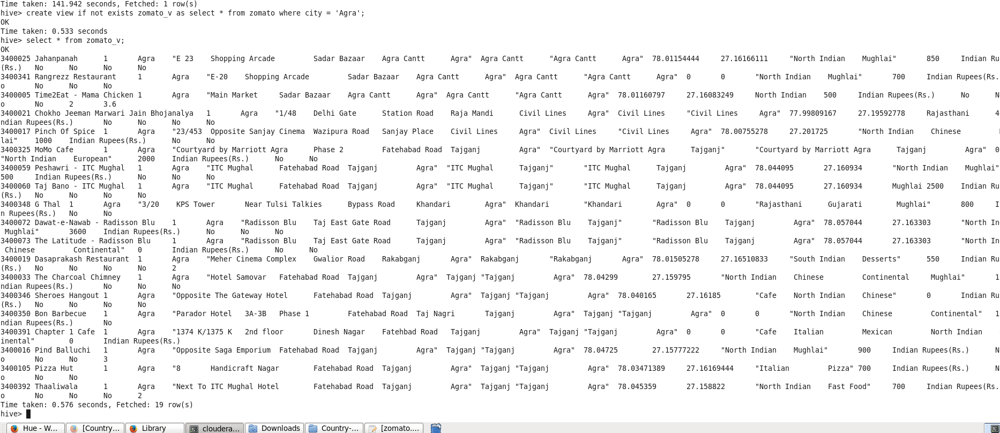 Time taken: 141.942 seconds, Fetched: 1 row(s)
hive> create view if not exists zomato_v as select * from zomato where city = 'Agra';
OK
Time taken: 0.533 seconds
hive> select * from zomato_v;
OK
3400025 Jahanpanah 1 Agra "E 23 Shopping Arcade Sadar Bazaar Agra Cantt Agra" Agra Cantt "Agra Cantt Agra" 78.01154444 27.16166111 "North Indian Mughlai" 850 Indian Ru
(Rs.) No No No No
3400341 Rangrezz Restaurant 1 Agra "E-20 Shopping Arcade Sadar Bazaar Agra Cantt Agra" Agra Cantt "Agra Cantt Agra" 0 0 "North Indian Mughlai" 700 Indian Rupees(Rs.
o No No No
3400005 Time2Eat - Mama Chicken 1 Agra "Main Market Sadar Bazaar Agra Cantt Agra" Agra Cantt "Agra Cantt Agra" 78.01160797 27.16083249 North Indian 500 Indian Rupees(Rs.) No N
o No 2 3.6
3400021 Chokho Jeeman Marwari Jain Bhojanalya 1 Agra "1/48 Delhi Gate Station Road Raja Mandi Civil Lines Agra" Civil Lines "Civil Lines Agra" 77.99809167 27.19592778 Rajasthani 4
ndian Rupees(Rs.) No No No No
3400017 Pinch Of Spice 1 Agra "23/453 Opposite Sanjay Cinema Wazipura Road Sanjay Place Civil Lines Agra" Civil Lines "Civil Lines Agra" 78.00755278 27.201725 "North Indian Chinese
lai" 1000 Indian Rupees(Rs.) No No
3400325 MoMo Cafe 1 Agra "Courtyard by Marriott Agra Phase 2 Fatehabad Road Tajganj Agra" "Courtyard by Marriott Agra Tajganj" "Courtyard by Marriott Agra Tajganj Agra" 0
"North Indian European" 2000 Indian Rupees(Rs.) No No
3400059 Peshawri - ITC Mughal 1 Agra "ITC Mughal Fatehabad Road Tajganj Agra" "ITC Mughal Tajganj" "ITC Mughal Tajganj Agra" 78.044095 27.160934 "North Indian Mughlai"
500 Indian Rupees(Rs.) No No No
3400060 Taj Bano - ITC Mughal 1 Agra "ITC Mughal Fatehabad Road Tajganj Agra" "ITC Mughal Tajganj" "ITC Mughal Tajganj Agra" 78.044095 27.160934 Mughlai 2500 Indian Ru
(Rs.) No No No No
3400348 G Thal 1 Agra "3/20 KPS Tower Near Tulsi Talkies Bypass Road Khandari Agra" Khandari "Khandari Agra" 0 0 "Rajasthani Gujarati Mughlai" 800 I
n Rupees(Rs.) No No
3400072 Dawat-e-Nawab - Radisson Blu 1 Agra "Radisson Blu Taj East Gate Road Tajganj Agra" "Radisson Blu Tajganj" "Radisson Blu Tajganj Agra" 78.057044 27.163303 "North In
Mughlai" 3600 Indian Rupees(Rs.) No No No
3400073 The Latitude - Radisson Blu 1 Agra "Radisson Blu Taj East Gate Road Tajganj Agra" "Radisson Blu Tajganj" "Radisson Blu Tajganj Agra" 78.057044 27.163303 "North In
Chinese Continental" 0 Indian Rupees(Rs.) No No
3400019 Dasaprakash Restaurant 1 Agra "Meher Cinema Complex Gwalior Road Rakabganj Agra" Rakabganj "Rakabganj Agra" 78.01505278 27.16510833 "South Indian Desserts" 550 Indian Ru
(Rs.) No No No No 2
3400033 The Charcoal Chimney 1 Agra "Hotel Samovar Fatehabad Road Tajganj Agra" Tajganj "Tajganj Agra" 78.04299 27.159795 "North Indian Chinese Continental Mughlai" 1
ndian Rupees(Rs.) No No No
3400346 Sheroes Hangout 1 Agra "Opposite The Gateway Hotel Fatehabad Road Tajganj Agra" Tajganj "Tajganj Agra" 78.040165 27.16185 "Cafe North Indian Chinese" 0 Indian Ru
(Rs.) No No No No
3400350 Bon Barbecue 1 Agra "Parador Hotel 3A-3B Phase 1 Fatehabad Road Taj Nagri Tajganj Agra" Tajganj "Tajganj Agra" 0 0 "North Indian Chinese Continental" 1
ndian Rupees(Rs.) No
3400391 Chapter 1 Cafe 1 Agra "1374 K/1375 K 2nd floor Dinesh Nagar Fatehbad Road Tajganj Agra" Tajganj "Tajganj Agra" 0 0 "Cafe Italian Mexican North Indian
inental" 0 Indian Rupees(Rs.)
3400016 Pind Balluchi 1 Agra "Opposite Saga Emporium Fatehabad Road Tajganj Agra" Tajganj "Tajganj Agra" 78.04725 27.15777222 "North Indian Mughlai" 900 Indian Rupees(Rs.) N
o No No 3
3400105 Pizza Hut 1 Agra "8 Handicraft Nagar Fatehabad Road Tajganj Agra" Tajganj "Tajganj Agra" 78.03471389 27.16169444 "Italian Pizza" 700 Indian Rupees(Rs.) N
o No No
3400392 Thaaliwala 1 Agra "Next To ITC Mughal Hotel Fatehabad Road Tajganj Agra" Tajganj "Tajganj Agra" 78.045359 27.158822 "North Indian Fast Food" 700 Indian Rupees(Rs.
o No No No 2
Time taken: 0.576 seconds, Fetched: 19 row(s)
hive>
Hue - W... [Country... Library cloudera... Downloads Country-... [zomato....